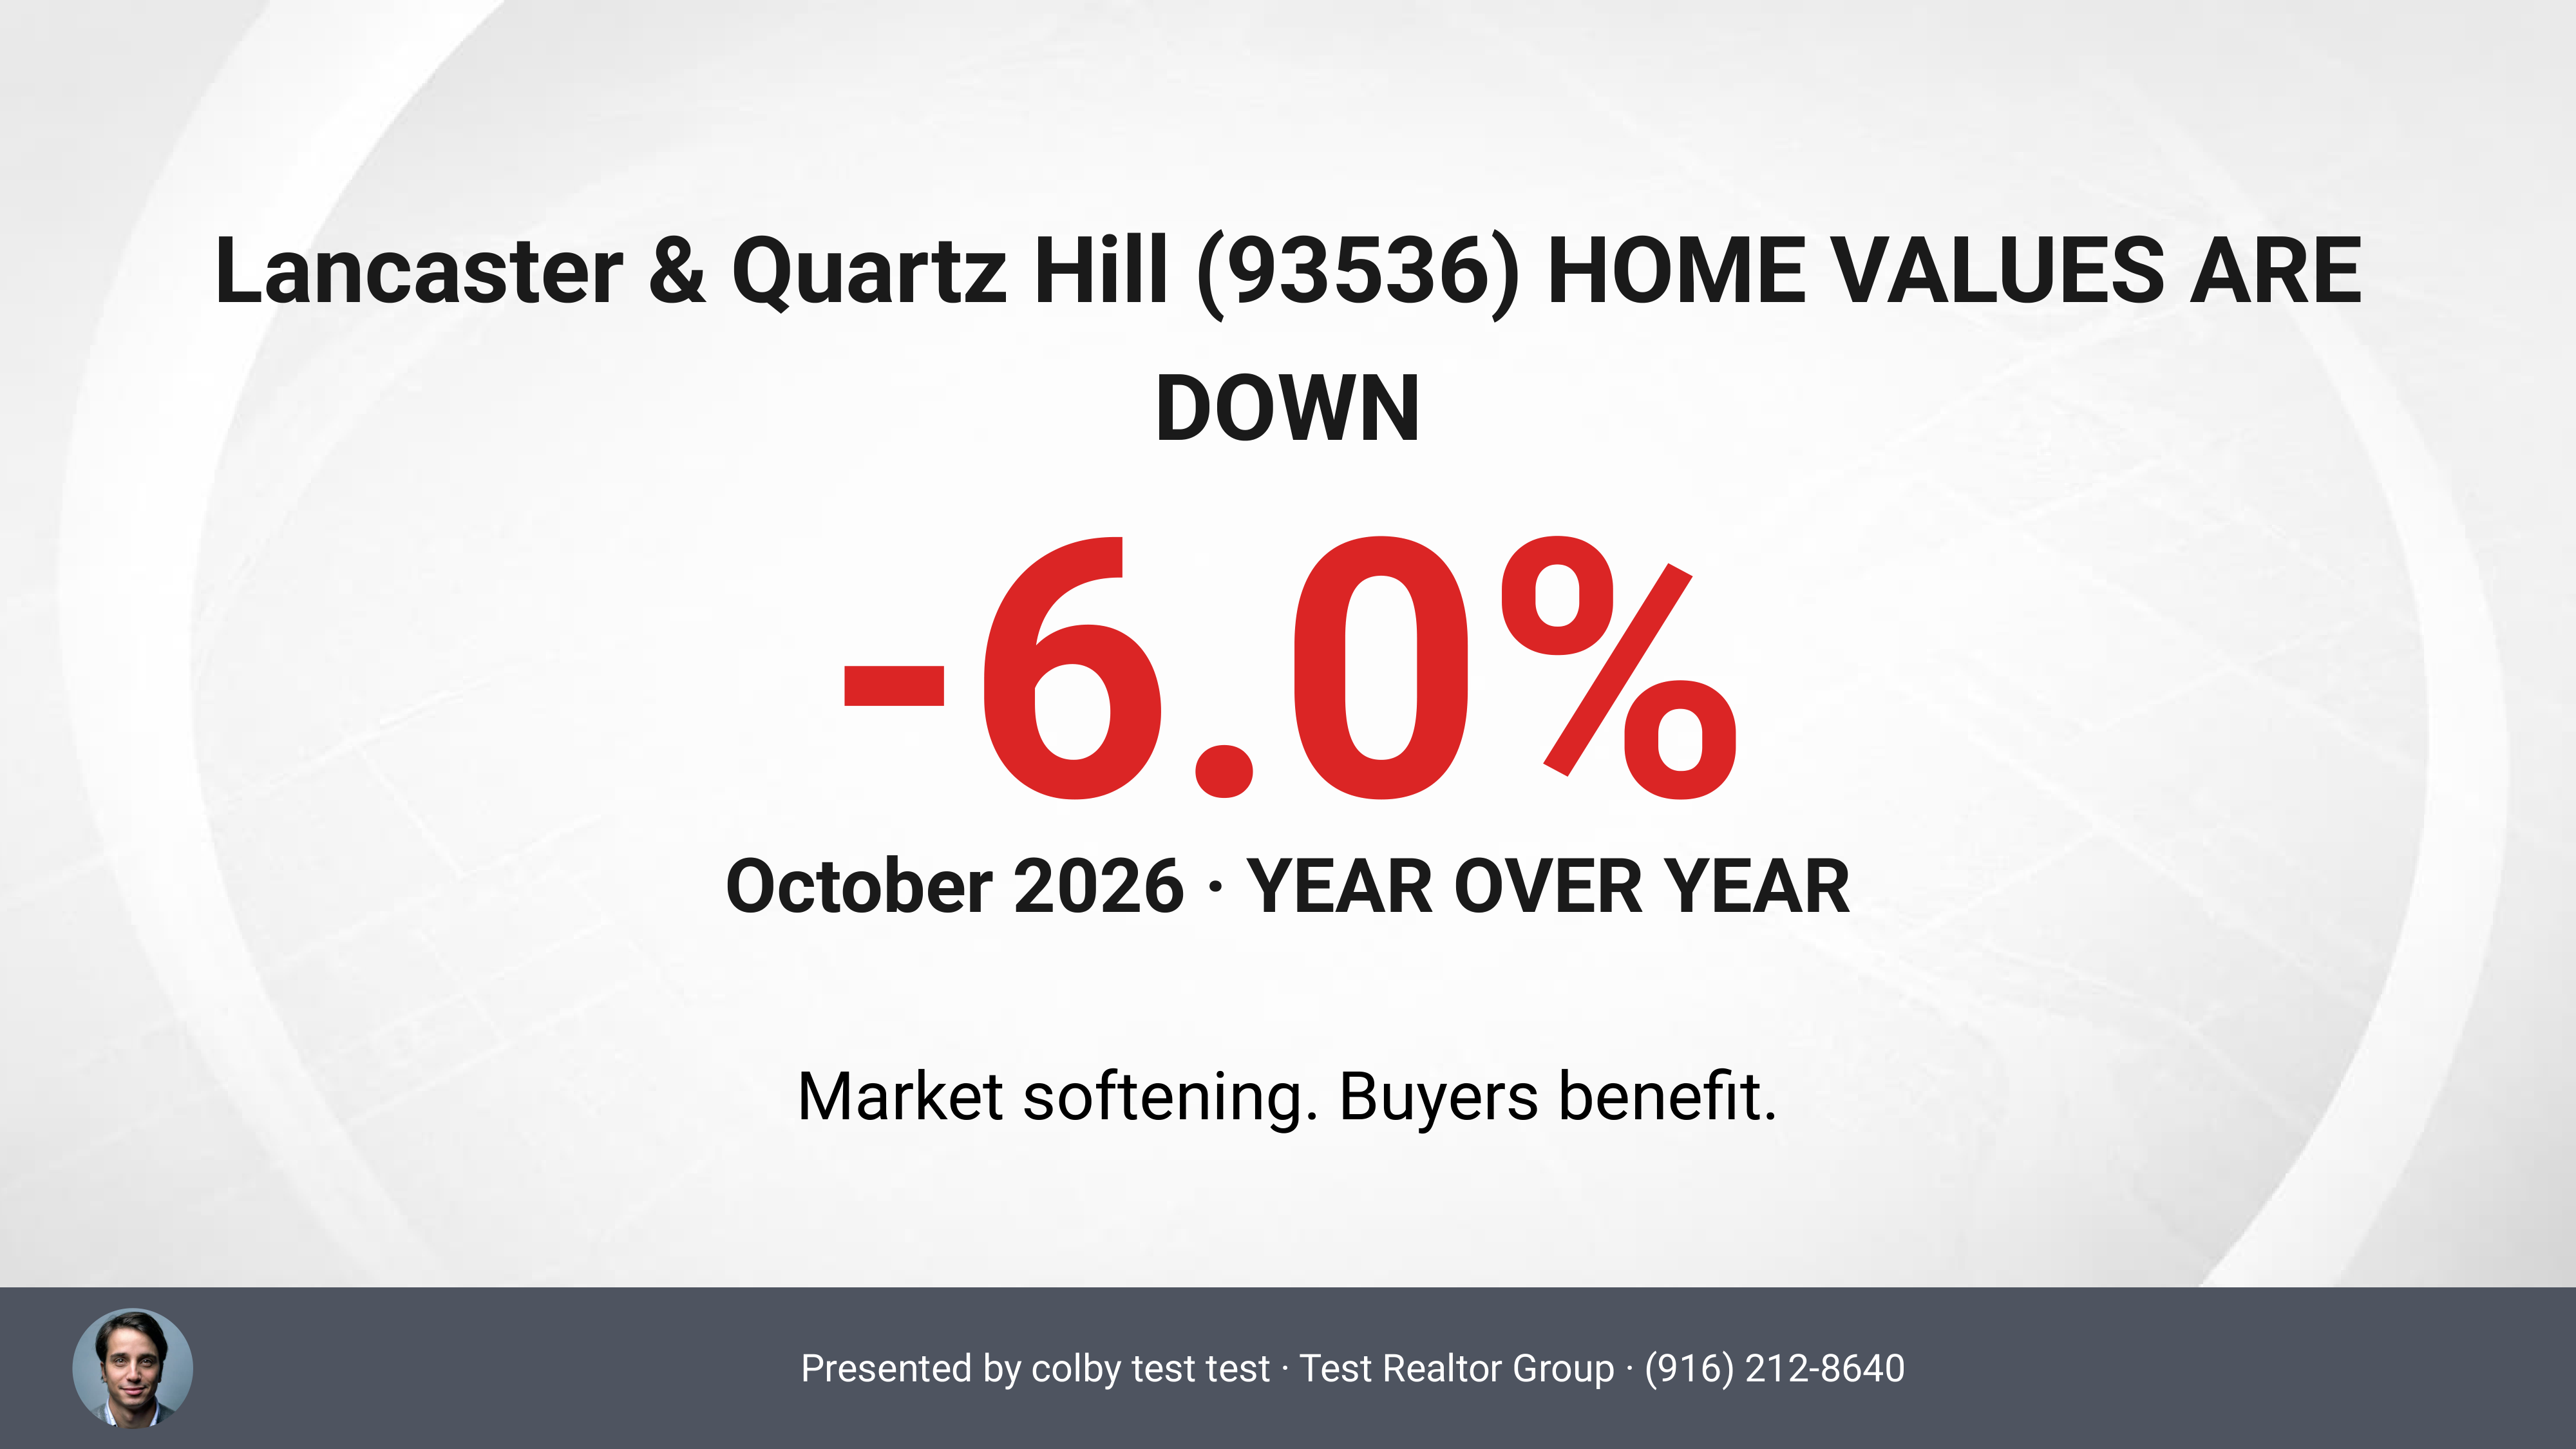 Lancaster & Quartz Hill (93536) HOME VALUES ARE
DOWN
-6.0%
October 2026 · YEAR OVER YEAR
Market softening. Buyers benefit.
Presented by colby test test · Test Realtor Group · (916) 212-8640